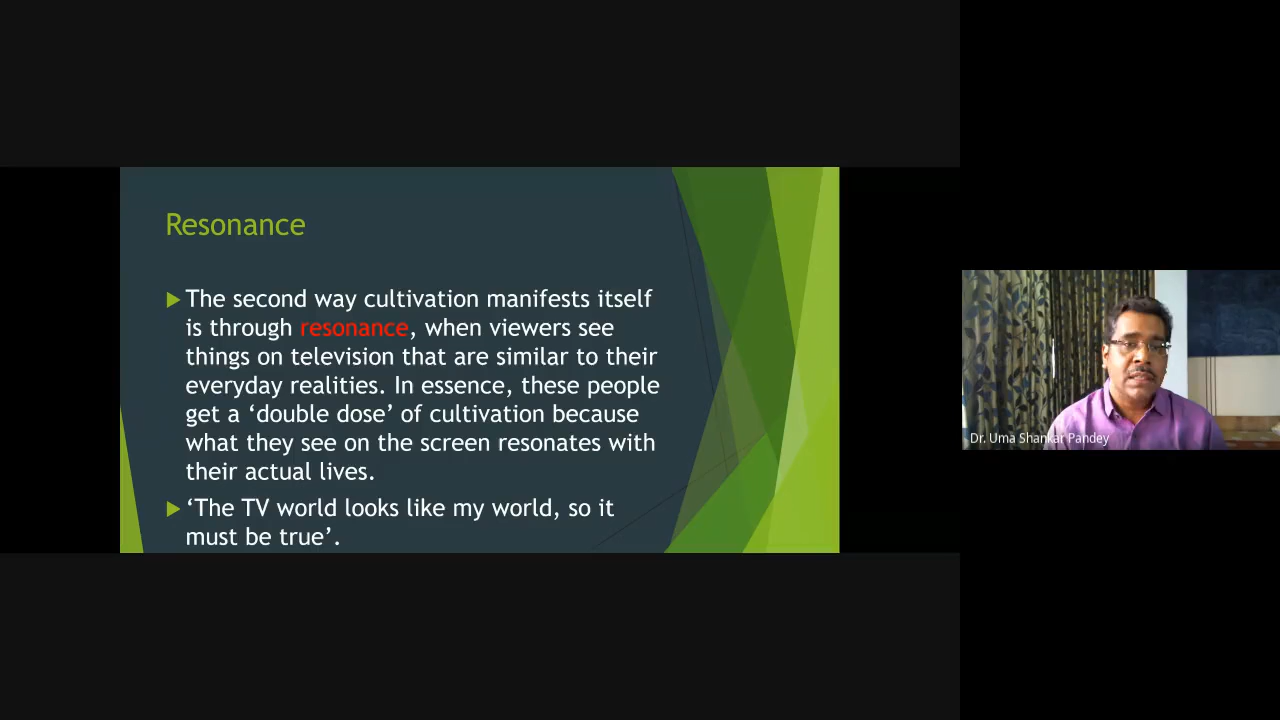 Resonance
The second way cultivation manifests itself
is through resonance, when viewers see
things on television that are similar to their
everyday realities. In essence, these people
get a ‘double dose’ of cultivation because
what they see on the screen resonates with
their actual lives.
‘The TV world looks like my world, so it
must be true’.
Dr. Uma Shankar Pandey